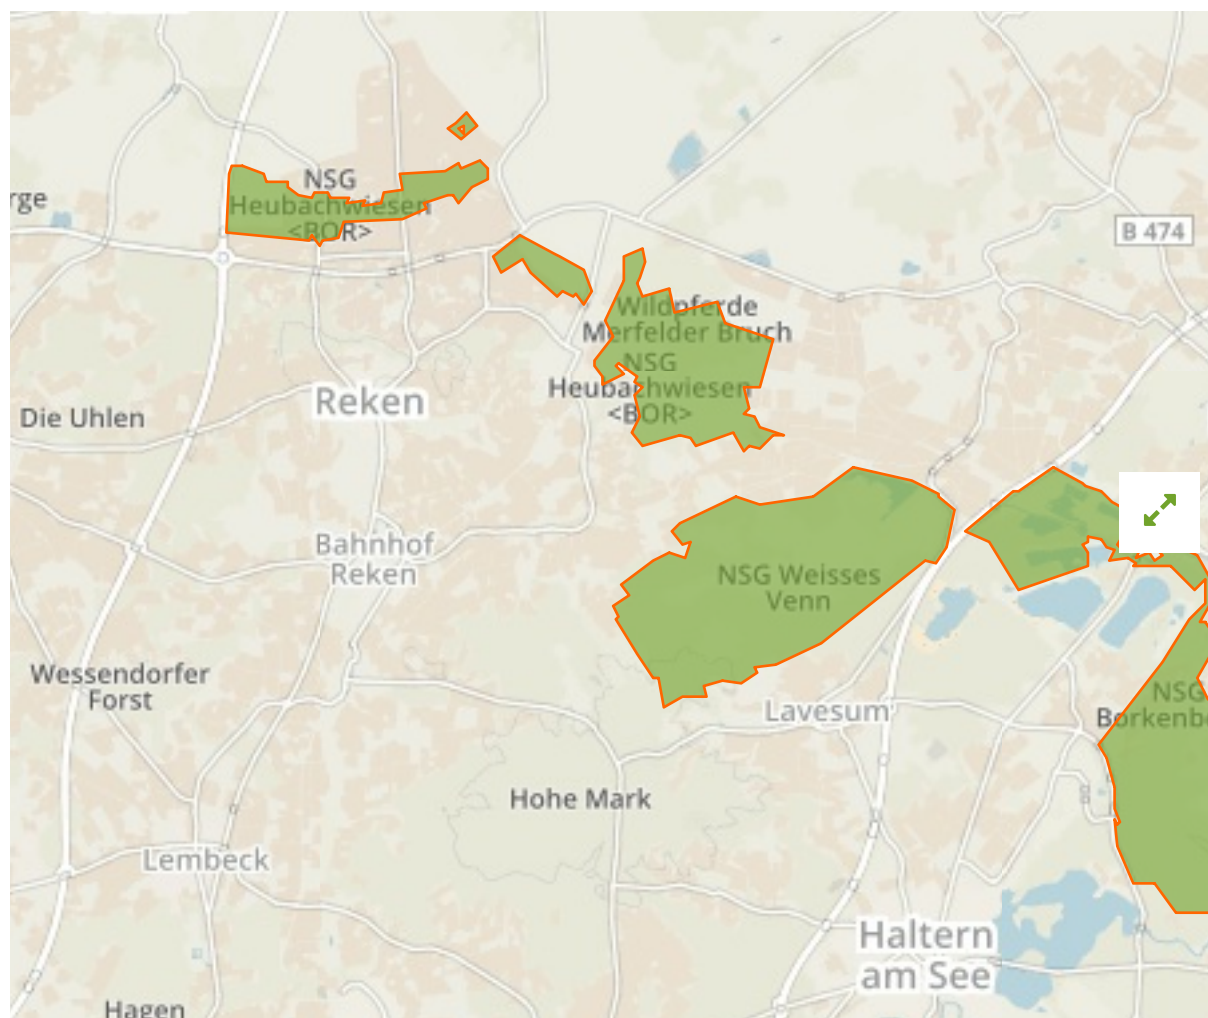 NSG
Heubachwiesen
<BOR>
rge
B 474
Wildpferde
Merfelder Bruch
NSG
Heubachwiesen
<BOR>
Reken
Die Uhlen
Bahnhof
Reken
NSG Weisses
Venn
Wessendorfer
Forst
NSG
Borkenbe
Lavesum
Hohe Mark
Lembeck
Haltern
am See
Hagen